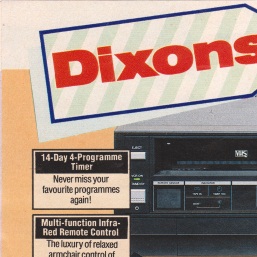 Dixons
14-Day 4-Programme
Timer
Never miss your
favourite programmes
again!
Multi-function Infra-
Red Remote Control
The luxury of relaxed
armchair control of
VHS